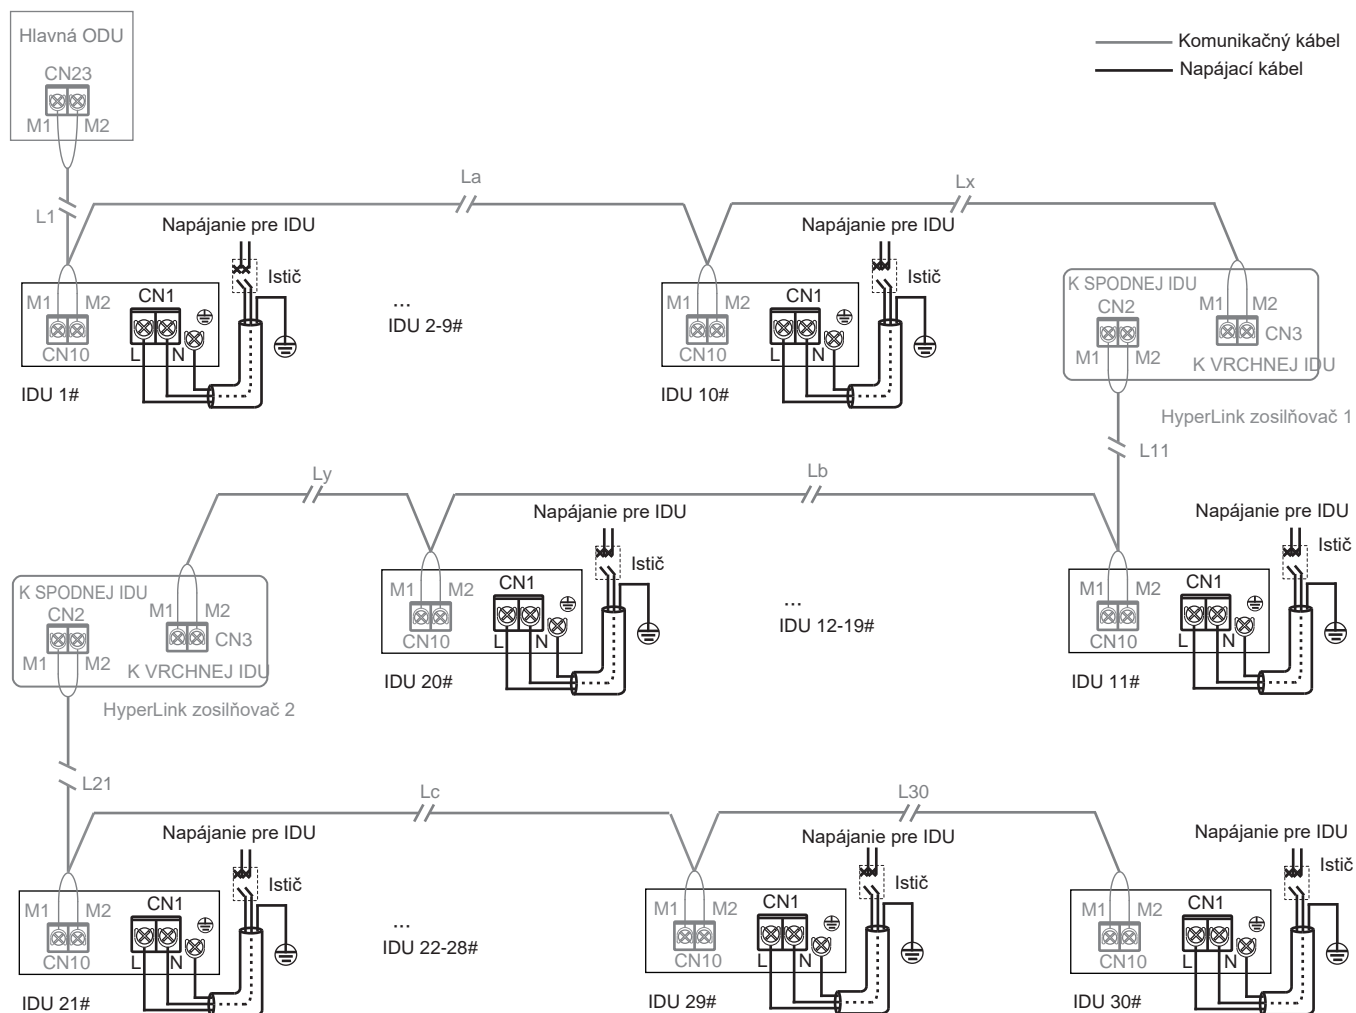 Hlavná ODU
CN23
M1 M2
L1
Komunikačný kábel
Napájací kábel
La
Lx
Napájanie pre IDU
Istič
M1 M2
CN10
CN1
L N
IDU 1#
...
IDU 2-9#
Napájanie pre IDU
Istič
M1 M2
CN10
CN1
L N
IDU 10#
K SPODNEJ IDU
CN2
M1 M2
M1 M2
CN3
K VRCHNEJ IDU
HyperLink zosilňovač 1
L11
Ly
Lb
K SPODNEJ IDU
CN2
M1 M2
M1 M2
CN3
K VRCHNEJ IDU
HyperLink zosilňovač 2
Napájanie pre IDU
Istič
M1 M2
CN10
CN1
L N
IDU 20#
...
IDU 12-19#
Napájanie pre IDU
Istič
M1 M2
CN10
CN1
L N
IDU 11#
L21
Lc
L30
Napájanie pre IDU
Istič
M1 M2
CN10
CN1
L N
IDU 21#
...
IDU 22-28#
Napájanie pre IDU
Istič
M1 M2
CN10
CN1
L N
IDU 29#
Napájanie pre IDU
Istič
M1 M2
CN10
CN1
L N
IDU 30#